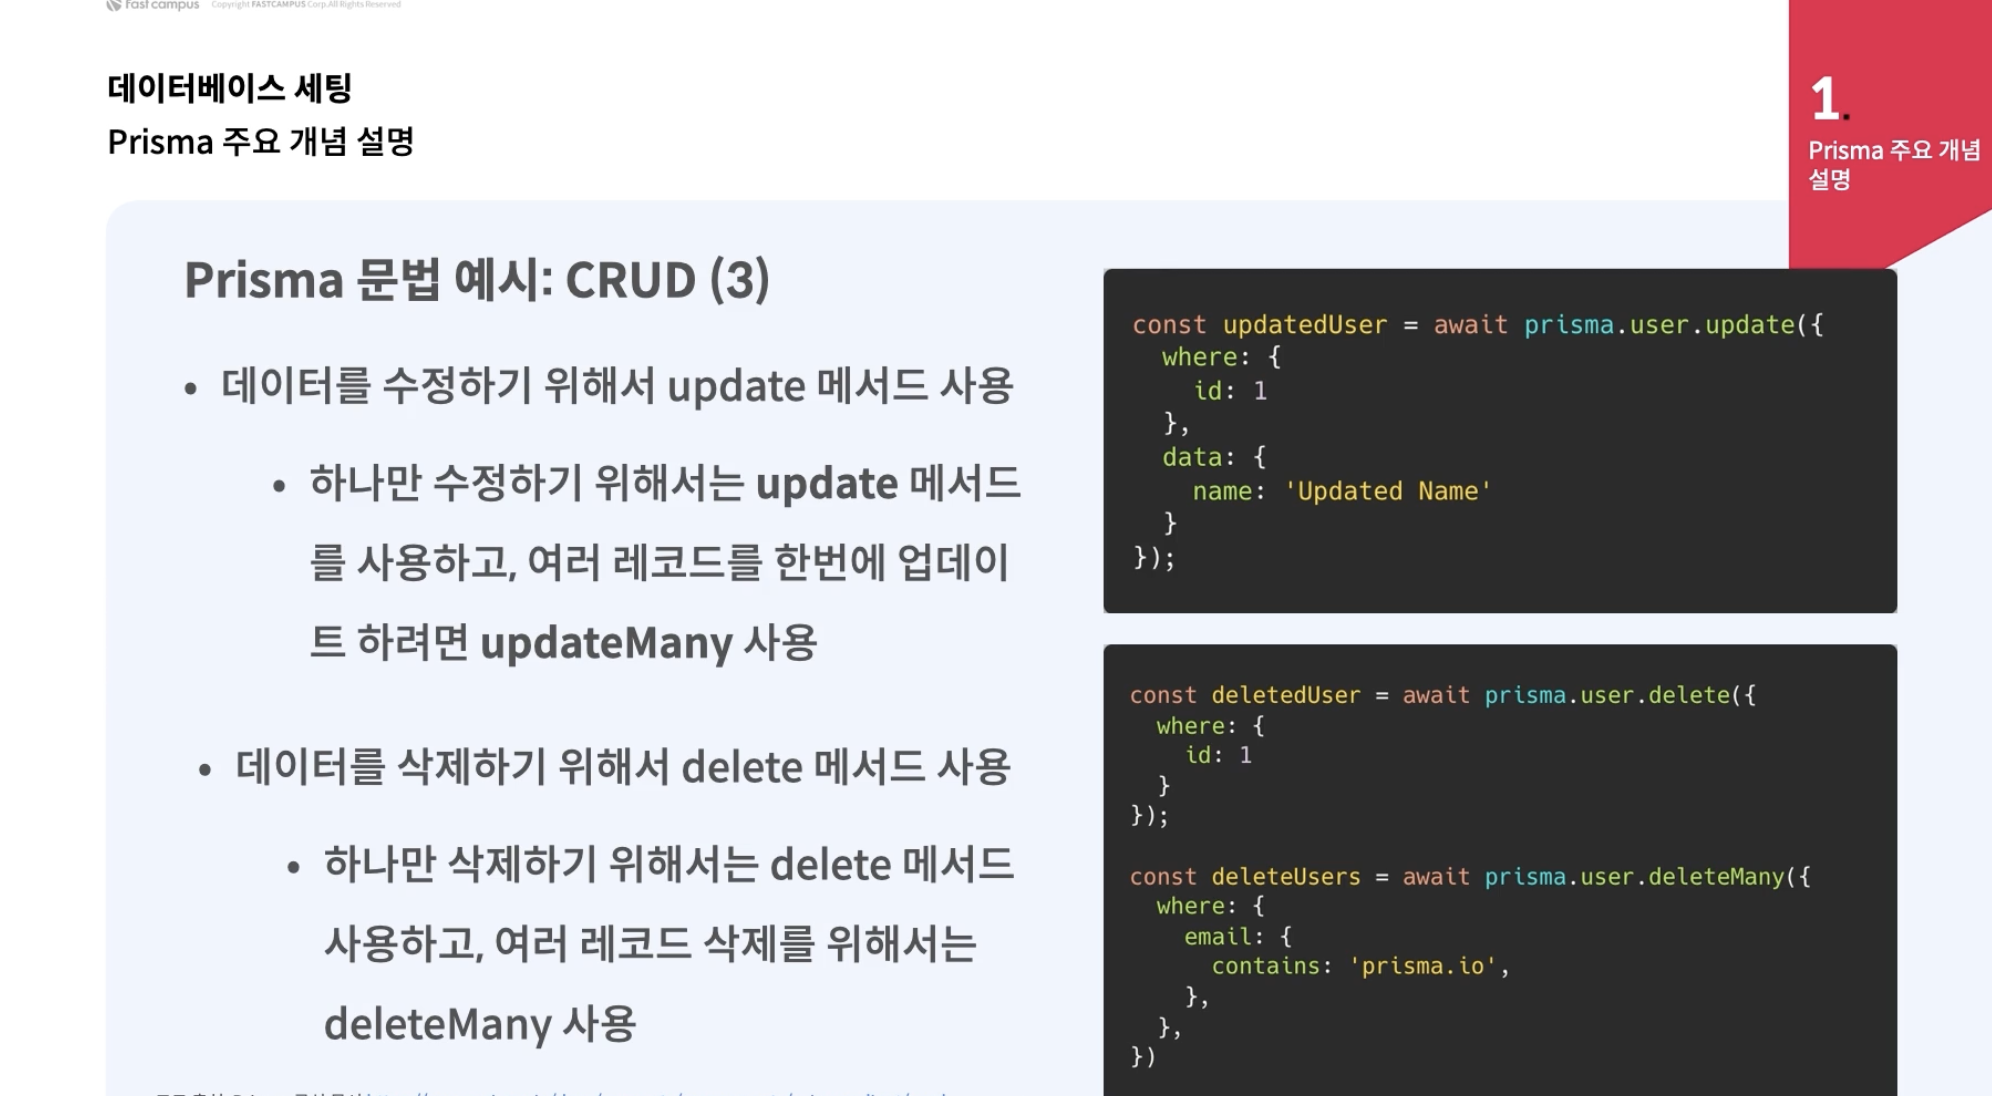 Fast campus Copyright FASTCAMPUS Corp. All Rights Reserved
데이터베이스 세팅
Prisma 주요 개념 설명
1.
Prisma 주요 개념
설명
Prisma 문법 예시: CRUD (3)
• 데이터를 수정하기 위해서 update 메서드 사용
• 하나만 수정하기 위해서는 update 메서드
를 사용하고, 여러 레코드를 한번에 업데이
트 하려면 updateMany 사용
• 데이터를 삭제하기 위해서 delete 메서드 사용
• 하나만 삭제하기 위해서는 delete 메서드
사용하고, 여러 레코드 삭제를 위해서는
deleteMany 사용
const updatedUser = await prisma.user.update({
  where: {
    id: 1
  },
  data: {
    name: 'Updated Name'
  }
});
const deletedUser = await prisma.user.delete({
  where: {
    id: 1
  }
});
const deleteUsers = await prisma.user.deleteMany({
  where: {
    email: {
      contains: 'prisma.io',
    },
  },
})